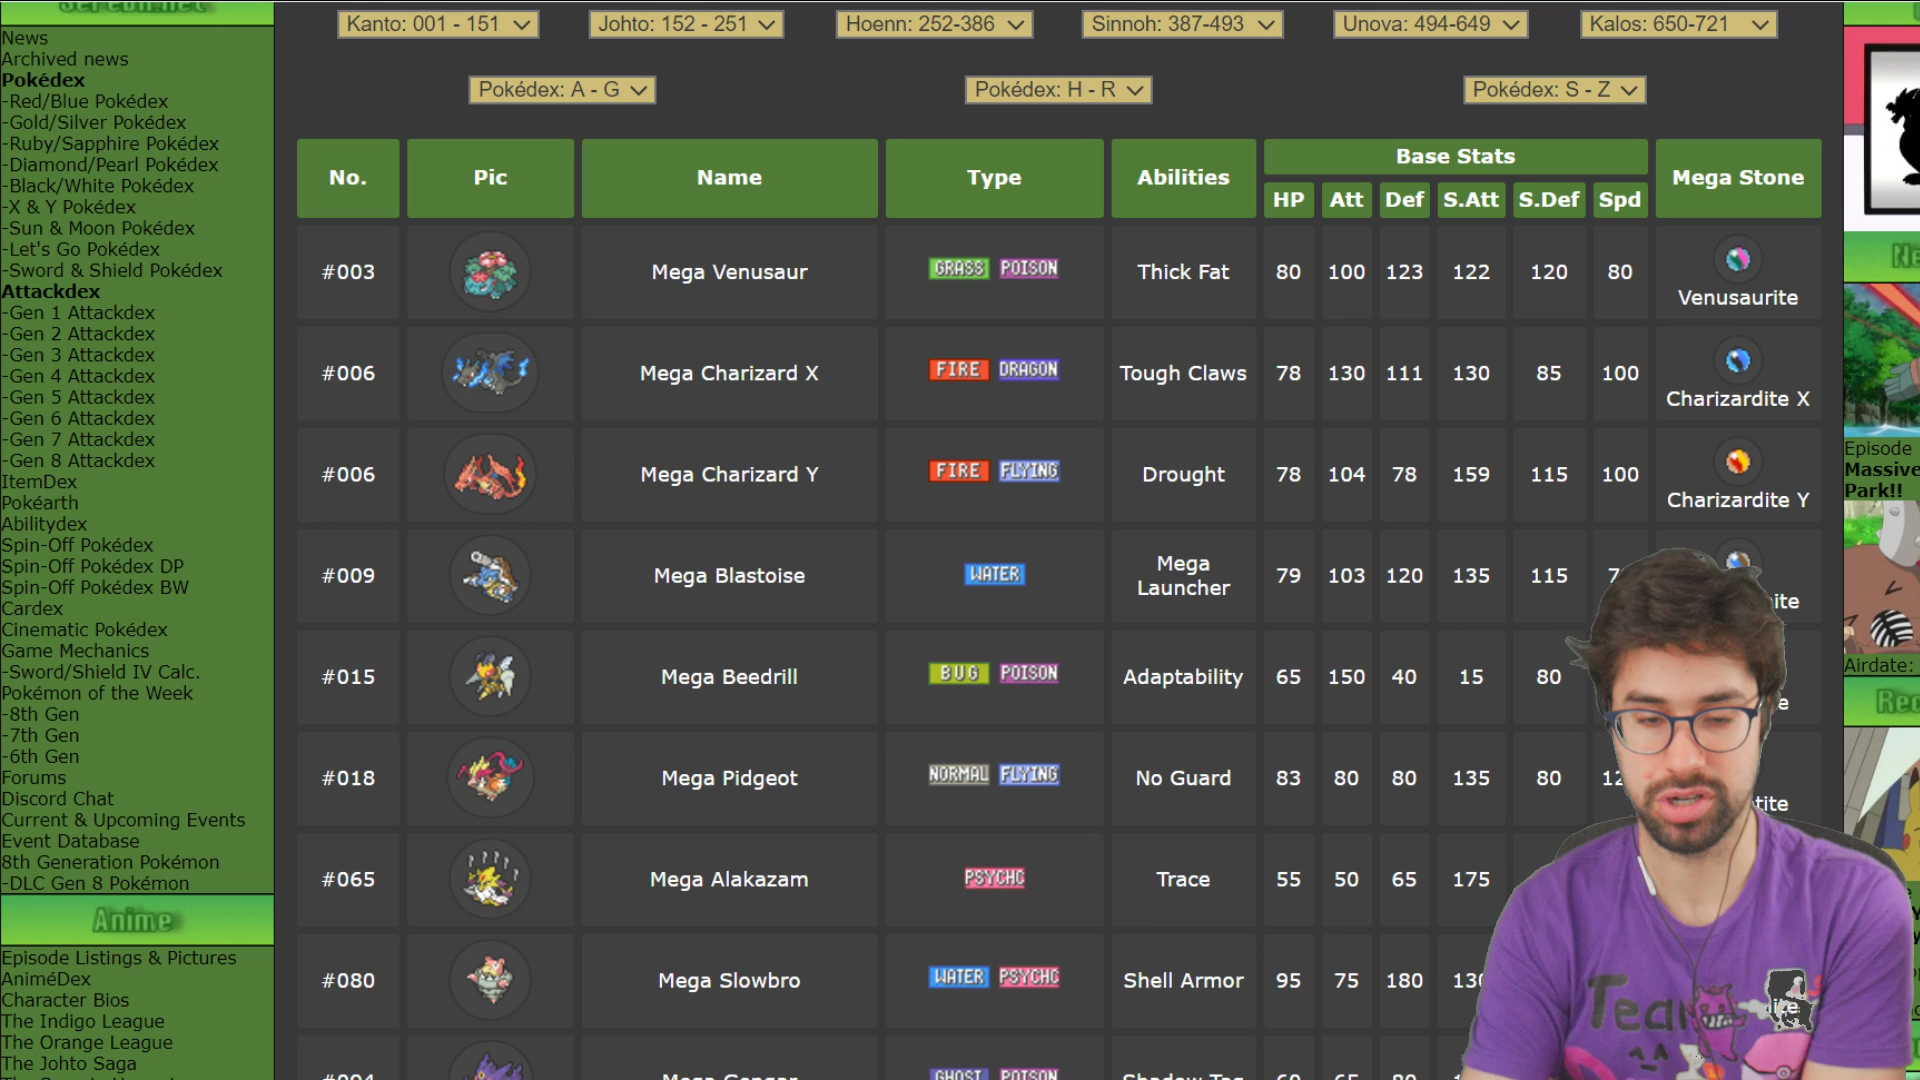 Serebii.net
News
Archived news
Pokédex
-Red/Blue Pokédex
-Gold/Silver Pokédex
-Ruby/Sapphire Pokédex
-Diamond/Pearl Pokédex
-Black/White Pokédex
-X & Y Pokédex
-Sun & Moon Pokédex
-Let's Go Pokédex
-Sword & Shield Pokédex
Attackdex
-Gen 1 Attackdex
-Gen 2 Attackdex
-Gen 3 Attackdex
-Gen 4 Attackdex
-Gen 5 Attackdex
-Gen 6 Attackdex
-Gen 7 Attackdex
-Gen 8 Attackdex
ItemDex
Pokéarth
Abilitydex
Spin-Off Pokédex
Spin-Off Pokédex DP
Spin-Off Pokédex BW
Cardex
Cinematic Pokédex
Game Mechanics
-Sword/Shield IV Calc.
Pokémon of the Week
-8th Gen
-7th Gen
-6th Gen
Forums
Discord Chat
Current & Upcoming Events
Event Database
8th Generation Pokémon
-DLC Gen 8 Pokémon
Anime
Episode Listings & Pictures
AniméDex
Character Bios
The Indigo League
The Orange League
The Johto Saga
Kanto: 001 - 151 Johto: 152 - 251 Hoenn: 252-386 Sinnoh: 387-493 Unova: 494-649 Kalos: 650-721
Pokédex: A - G Pokédex: H - R Pokédex: S - Z
No. Pic Name Type Abilities Base Stats Mega Stone
HP Att Def S.Att S.Def Spd
#003 Mega Venusaur GRASS POISON Thick Fat 80 100 123 122 120 80 Venusaurite
#006 Mega Charizard X FIRE DRAGON Tough Claws 78 130 111 130 85 100 Charizardite X
#006 Mega Charizard Y FIRE FLYING Drought 78 104 78 159 115 100 Charizardite Y
#009 Mega Blastoise WATER Mega Launcher 79 103 120 135 115
#015 Mega Beedrill BUG POISON Adaptability 65 150 40 15 80
#018 Mega Pidgeot NORMAL FLYING No Guard 83 80 80 135 80
#065 Mega Alakazam PSYCHC Trace 55 50 65 175
#080 Mega Slowbro WATER PSYCHC Shell Armor 95 75 180 130
#094 Mega Gengar GHOST POISON Shadow Tag
Team
Episode
Massive
Park!!
Airdate: